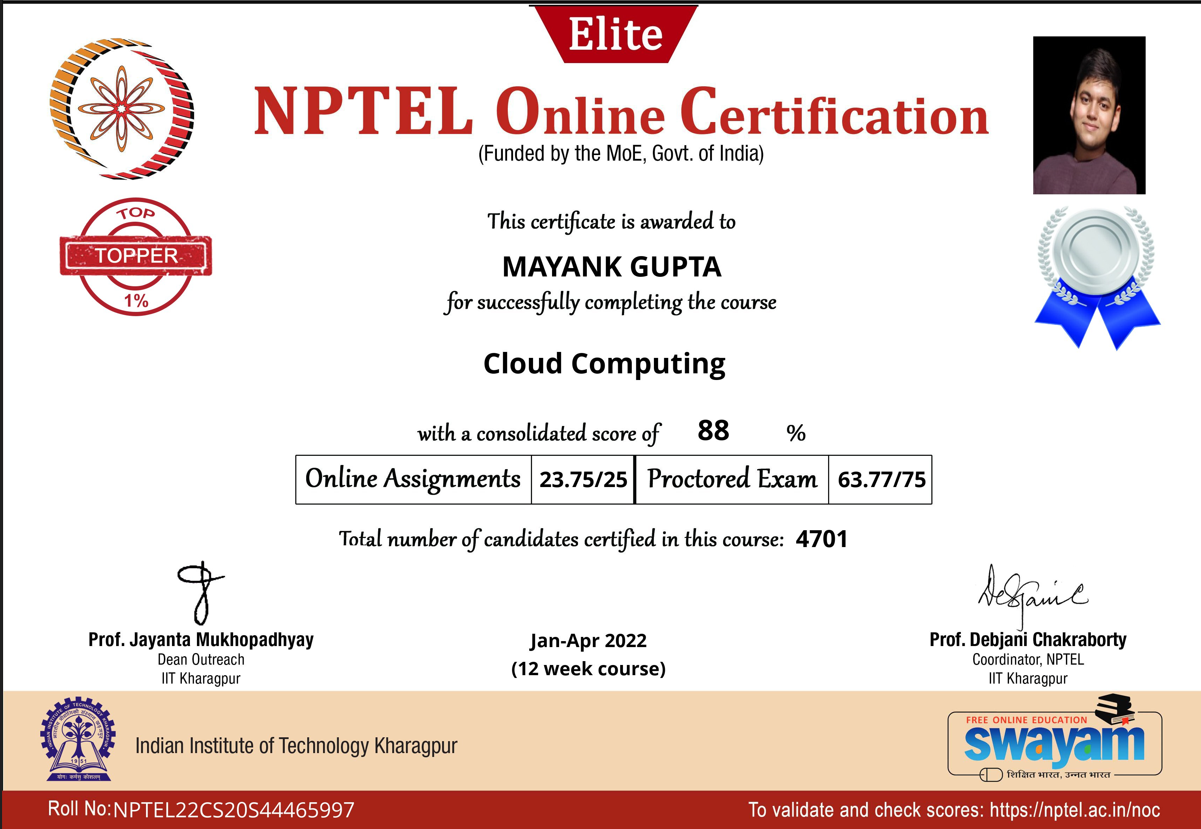 Elite
NPTEL Online Certification
(Funded by the MoE, Govt. of India)
TOP
TOPPER
1%
This certificate is awarded to
MAYANK GUPTA
for successfully completing the course
Cloud Computing
with a consolidated score of 88 %
Online Assignments 23.75/25 Proctored Exam 63.77/75
Total number of candidates certified in this course: 4701
Prof. Jayanta Mukhopadhyay
Dean Outreach
IIT Kharagpur
Jan-Apr 2022
(12 week course)
Prof. Debjani Chakraborty
Coordinator, NPTEL
IIT Kharagpur
1951
Indian Institute of Technology Kharagpur
FREE ONLINE EDUCATION
swayam
शिक्षित भारत, उन्नत भारत
Roll No: NPTEL22CS20S44465997
To validate and check scores: https://nptel.ac.in/noc